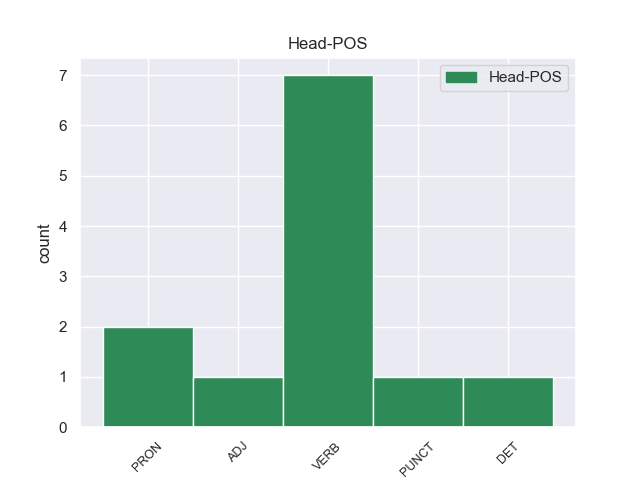 Head-POS
Head-POS
7
6
5
4
3
2
1
0
count
PRON
ADJ
VERB
PUNCT
DET